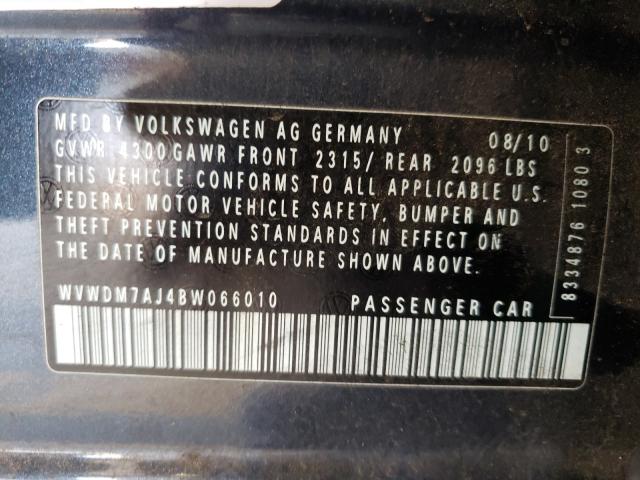 MFD BY VOLKSWAGEN AG GERMANY 08/10
GVWR 4300 GAWR FRONT 2315/ REAR 2096 LBS
THIS VEHICLE CONFORMS TO ALL APPLICABLE U.S.
FEDERAL MOTOR VEHICLE SAFETY, BUMPER AND
THEFT PREVENTION STANDARDS IN EFFECT ON
THE DATE OF MANUFACTURE SHOWN ABOVE.
WVWDM7AJ4BW066010 PASSENGER CAR
8334876 10803